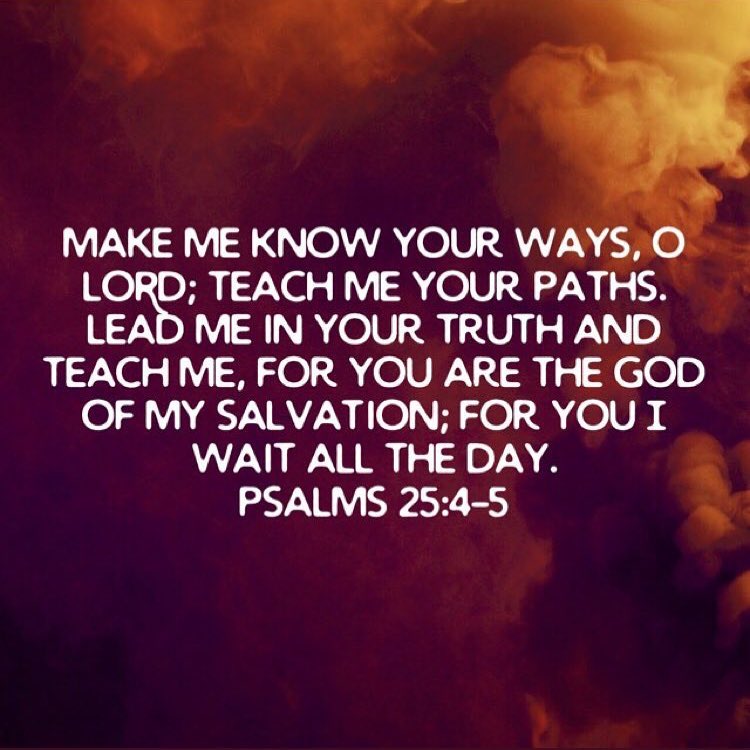 MAKE ME KNOW YOUR WAYS, O
LORD; TEACH ME YOUR PATHS.
LEAD ME IN YOUR TRUTH AND
TEACH ME, FOR YOU ARE THE GOD
OF MY SALVATION; FOR YOU I
WAIT ALL THE DAY.
PSALMS 25:4-5